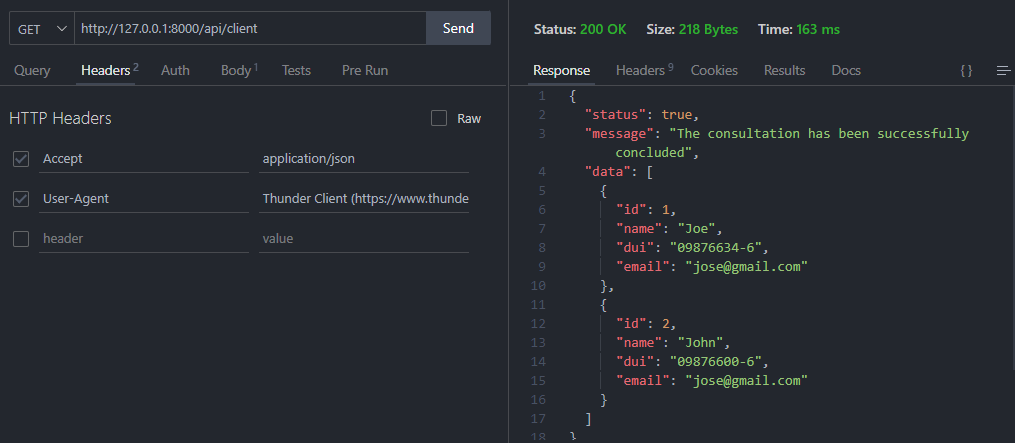 GET http://127.0.0.1:8000/api/client Send
Query Headers 2 Auth Body 1 Tests Pre Run
HTTP Headers Raw
Accept application/json
User-Agent Thunder Client (https://www.thunde
header value
Status: 200 OK Size: 218 Bytes Time: 163 ms
Response Headers 9 Cookies Results Docs {}
1 {
2 "status": true,
3 "message": "The consultation has been successfully
concluded",
4 "data": [
5 {
6 "id": 1,
7 "name": "Joe",
8 "dui": "09876634-6",
9 "email": "jose@gmail.com"
10 },
11 {
12 "id": 2,
13 "name": "John",
14 "dui": "09876600-6",
15 "email": "jose@gmail.com"
16 }
17 ]
18 }